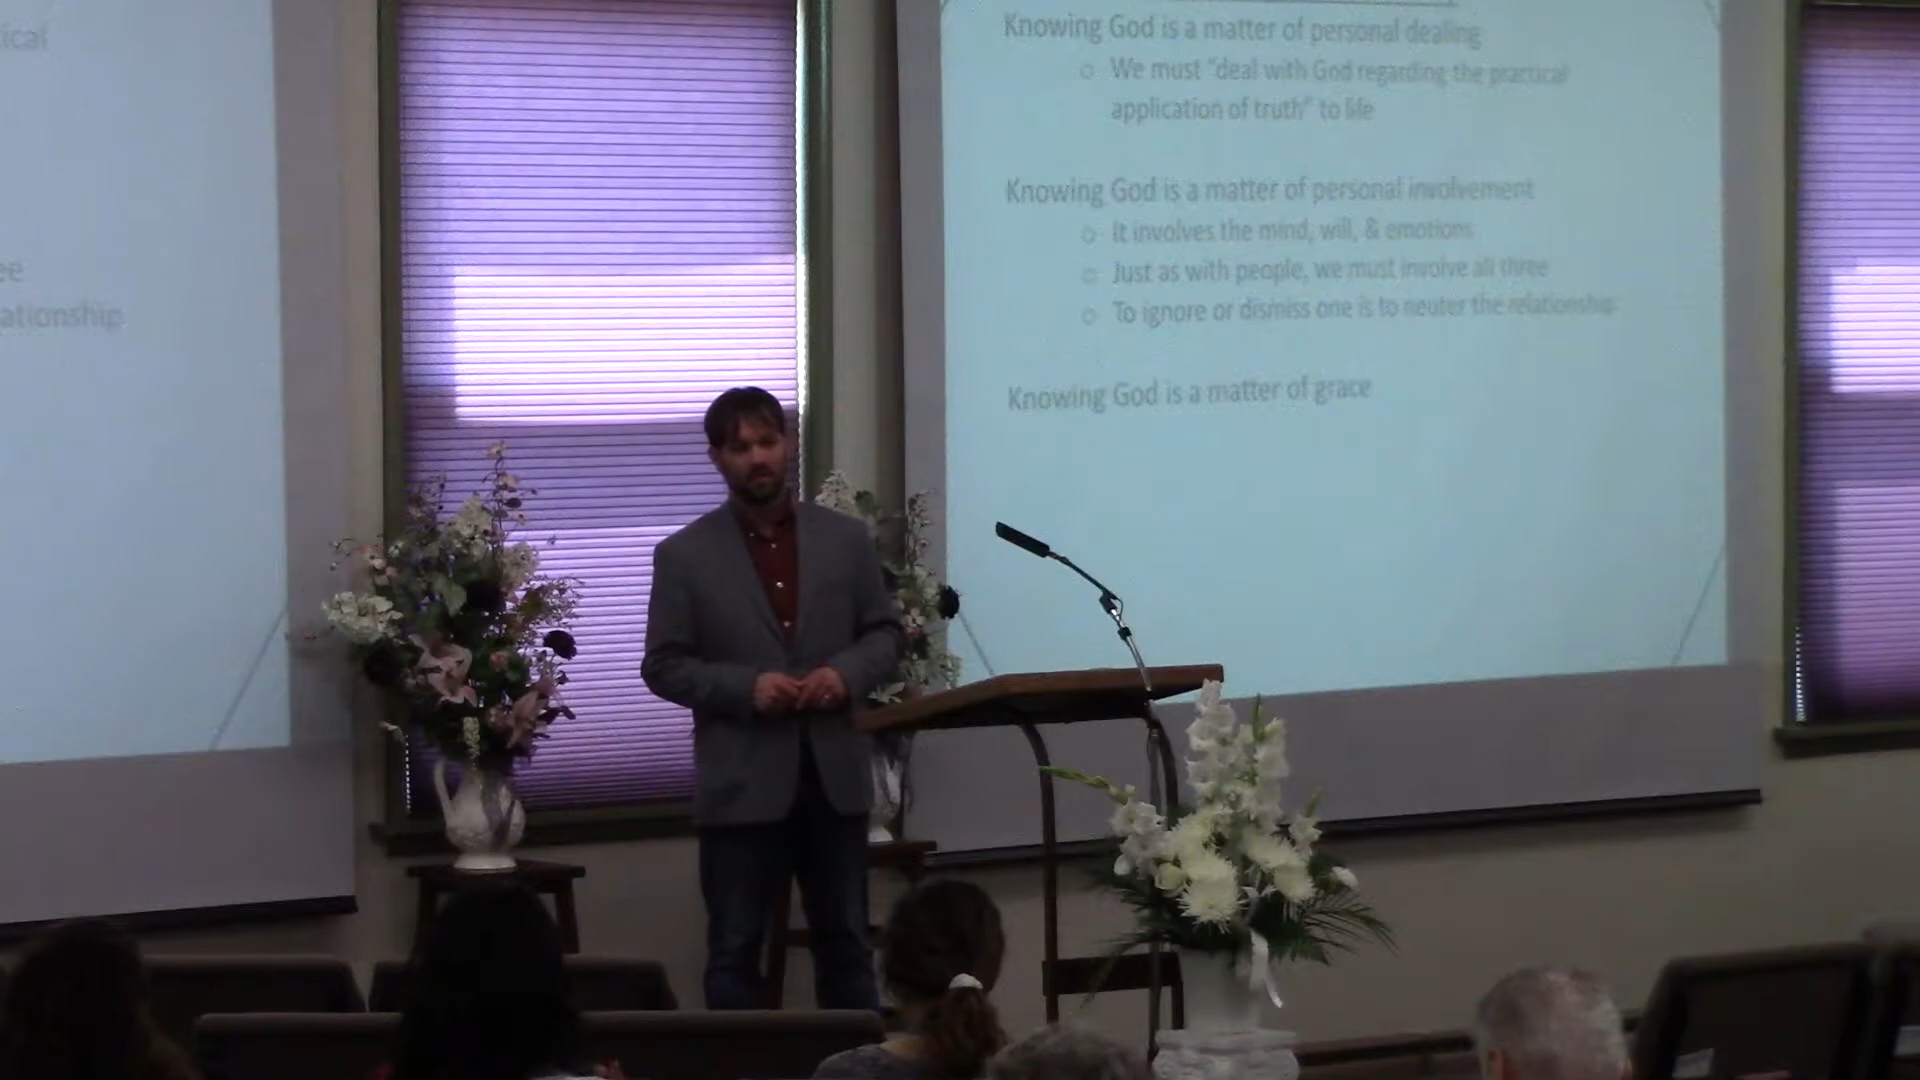 ical
ee
ationship
Knowing God is a matter of personal dealing
We must "deal with God regarding the practical
application of truth" to life
Knowing God is a matter of personal involvement
It involves the mind, will, & emotions
Just as with people, we must involve all three
To ignore or dismiss one is to neuter the relationship
Knowing God is a matter of grace